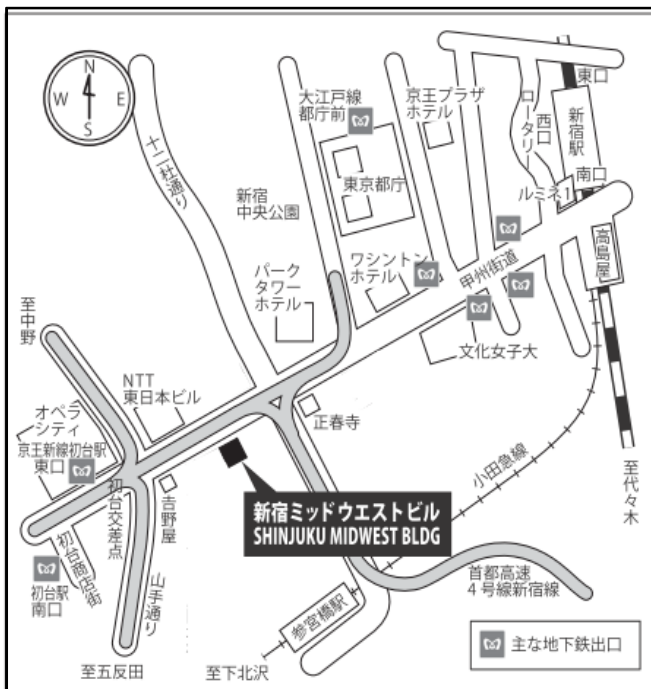 N
W
E
S
十二社通り
大江戸線
都庁前
京王プラザ
ホテル
ロータリー
西口
東口
新宿駅
南口
ルミネ1
高島屋
東京都庁
新宿
中央公園
ワシントン
ホテル
甲州街道
パーク
タワー
ホテル
文化女子大
至中野
NTT
東日本ビル
オペラ
シティ
京王新線初台駅
東口
正春寺
小田急線
至代々木
初台交差点
吉野屋
新宿ミッドウエストビル
SHINJUKU MIDWEST BLDG
初台商店街
初台駅
南口
山手通り
首都高速
4号線新宿線
参宮橋駅
至五反田
至下北沢
主な地下鉄出口